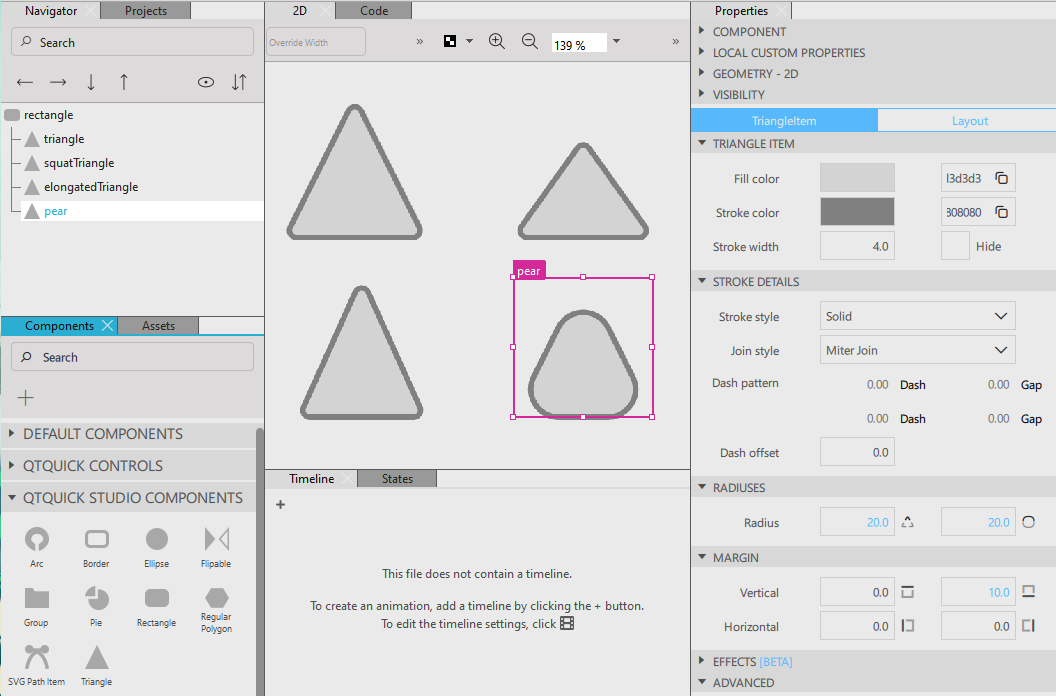 Navigator
Projects
Search
rectangle
triangle
squatTriangle
elongatedTriangle
pear
Components
Assets
Search
DEFAULT COMPONENTS
QTQUICK CONTROLS
QTQUICK STUDIO COMPONENTS
Arc
Border
Ellipse
Flipable
Group
Pie
Rectangle
Regular
Polygon
SVG Path Item
Triangle
2D
Code
Override Width
»
139 %
»
pear
Timeline
States
+
This file does not contain a timeline.
To create an animation, add a timeline by clicking the + button.
To edit the timeline settings, click
Properties
COMPONENT
LOCAL CUSTOM PROPERTIES
GEOMETRY - 2D
VISIBILITY
TriangleItem
Layout
TRIANGLE ITEM
Fill color
l3d3d3
Stroke color
808080
Stroke width
4.0
Hide
STROKE DETAILS
Stroke style
Solid
Join style
Miter Join
Dash pattern
0.00 Dash
0.00 Gap
0.00 Dash
0.00 Gap
Dash offset
0.0
RADIUSES
Radius
20.0
20.0
MARGIN
Vertical
0.0
10.0
Horizontal
0.0
0.0
EFFECTS [BETA]
ADVANCED